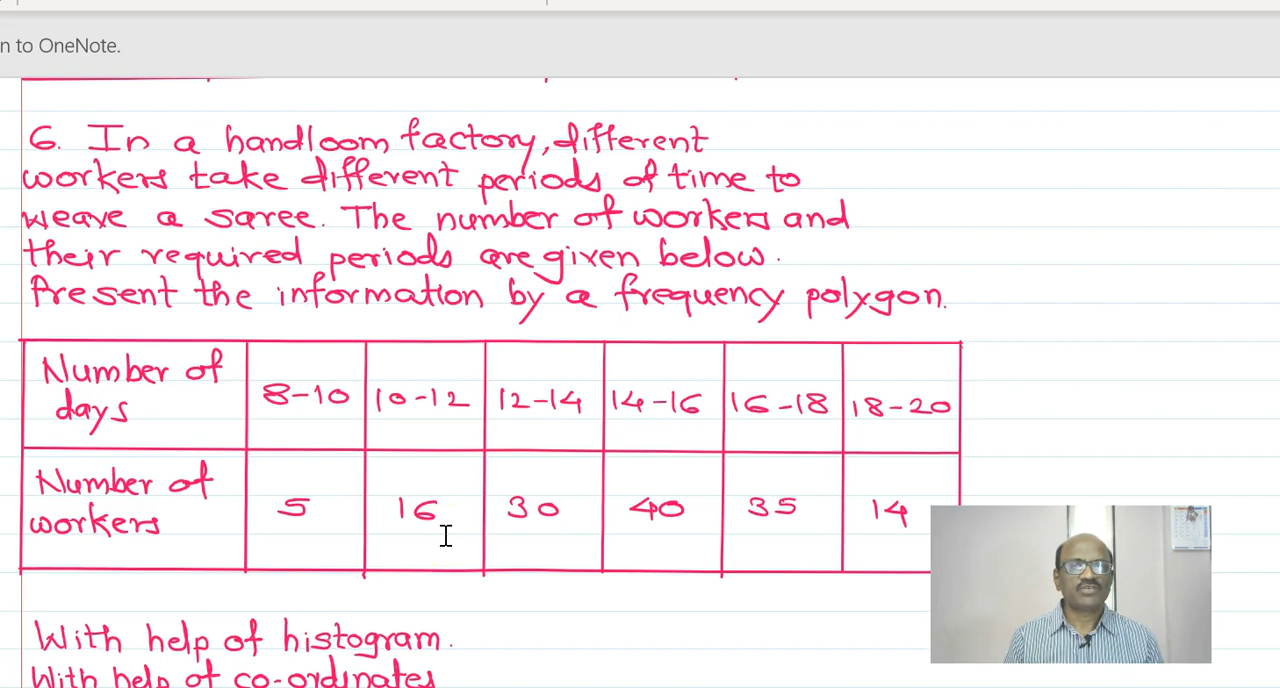 n to OneNote.
6. In a handloom factory, different
workers take different periods of time to
weave a saree. The number of workers and
their required periods are given below.
Present the information by a frequency polygon.
Number of days 8-10 10-12 12-14 14-16 16-18 18-20
Number of workers 5 16 30 40 35 14
With help of histogram.
With help of co-ordinates